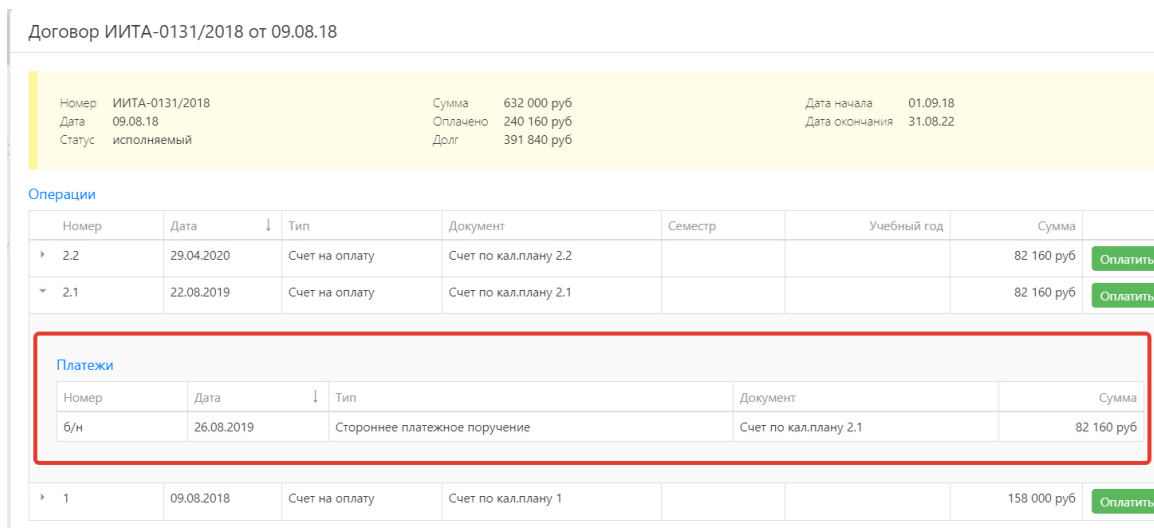 Договор ИИТА-0131/2018 от 09.08.18
Номер ИИТА-0131/2018 Сумма 632 000 руб Дата начала 01.09.18
Дата 09.08.18 Оплачено 240 160 руб Дата окончания 31.08.22
Статус исполняемый Долг 391 840 руб
Операции
Номер Дата ↓ Тип Документ Семестр Учебный год Сумма
2.2 29.04.2020 Счет на оплату Счет по кал.плану 2.2 82 160 руб Оплатить
2.1 22.08.2019 Счет на оплату Счет по кал.плану 2.1 82 160 руб Оплатить
Платежи
Номер Дата ↓ Тип Документ Сумма
б/н 26.08.2019 Стороннее платежное поручение Счет по кал.плану 2.1 82 160 руб
1 09.08.2018 Счет на оплату Счет по кал.плану 1 158 000 руб Оплатить